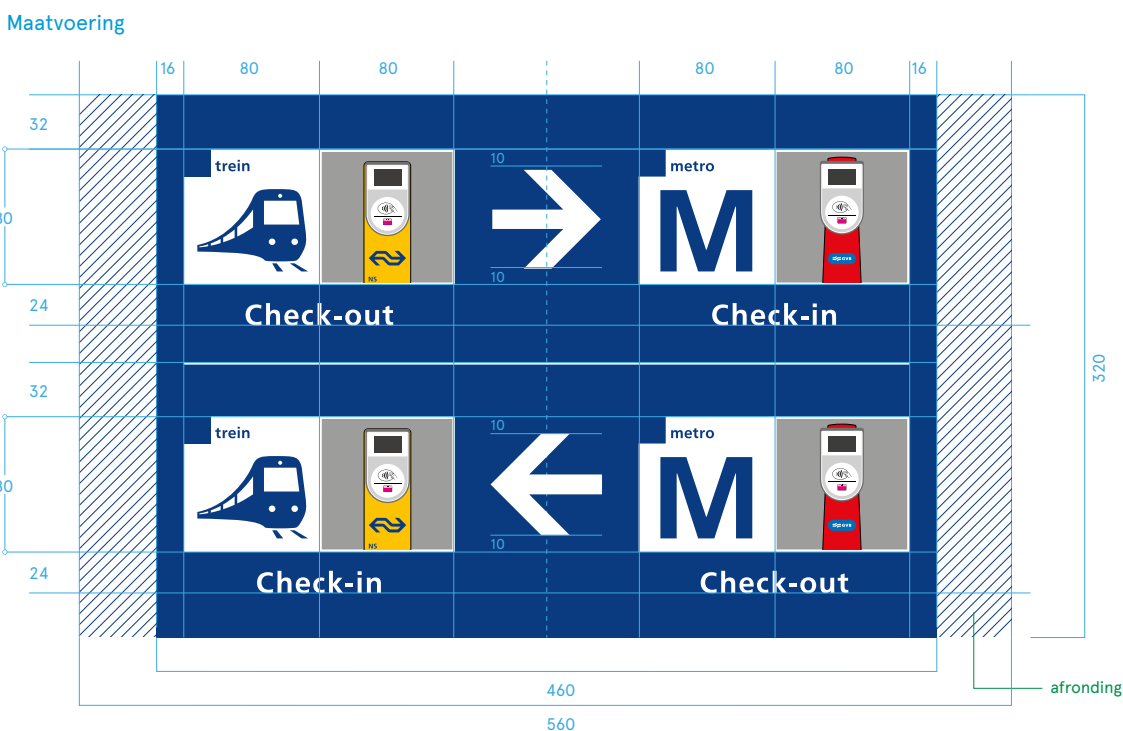 Maatvoering
16 80 80 80 80 16
32
trein
10
metro
80
320
NS
10
24
Check-out Check-in
32
trein
10
metro
80
NS
10
24
Check-in Check-out
460
afronding
560